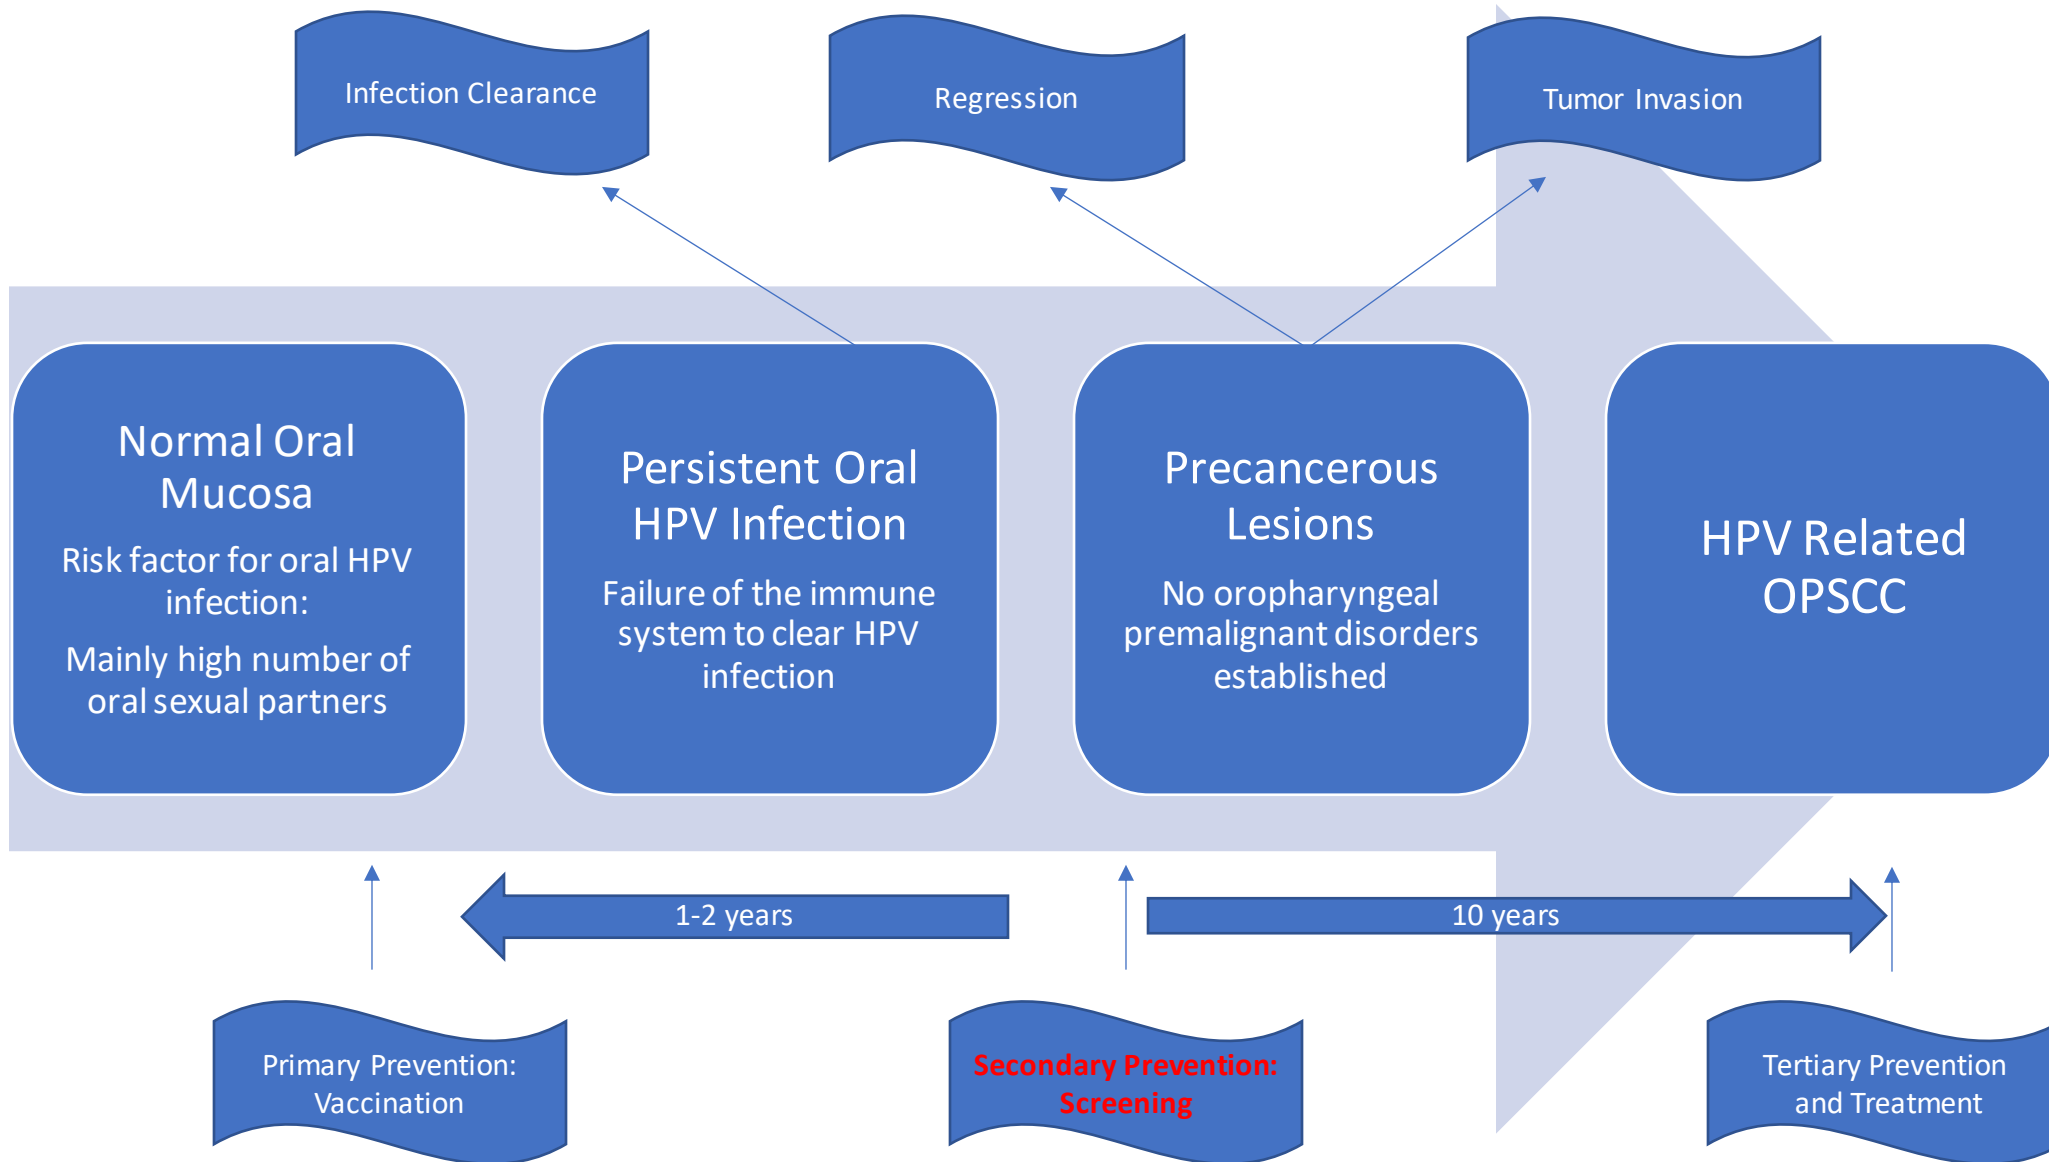 Infection Clearance
Regression
Tumor Invasion
Normal Oral
Mucosa
Risk factor for oral HPV
infection:
Mainly high number of
oral sexual partners
Persistent Oral
HPV Infection
Failure of the immune
system to clear HPV
infection
Precancerous
Lesions
No oropharyngeal
premalignant disorders
established
HPV Related
OPSCC
1-2 years
10 years
Primary Prevention:
Vaccination
Secondary Prevention:
Screening
Tertiary Prevention
and Treatment